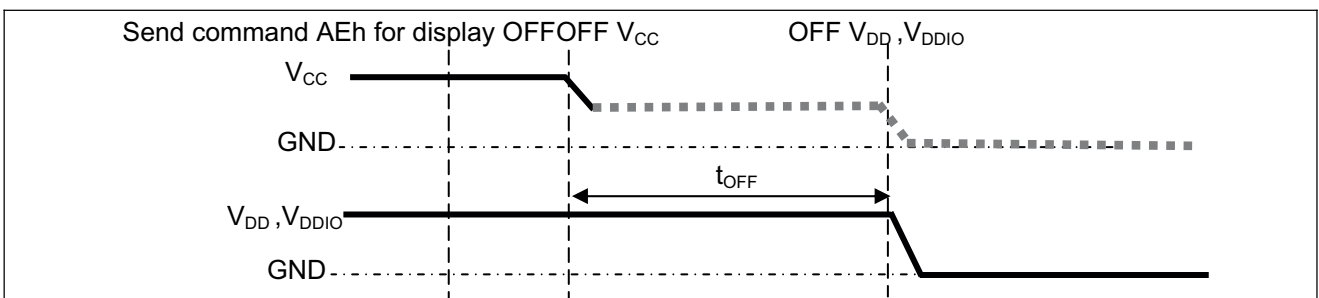 Send command AEh for display OFFOFF VCC OFF VDD ,VDDIO
VCC
GND
tOFF
VDD ,VDDIO
GND